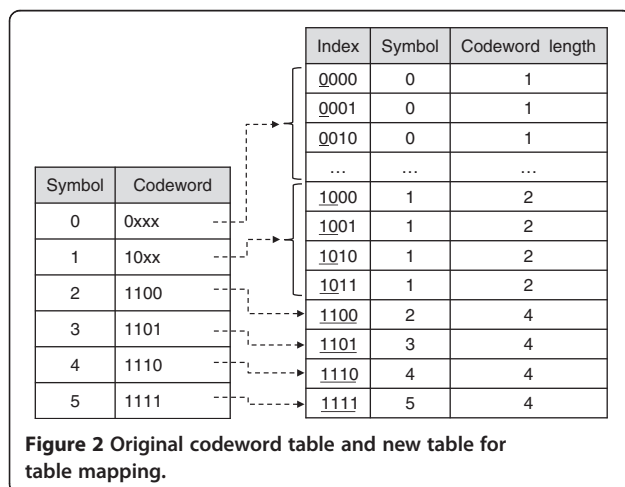 Index Symbol Codeword length
0000 0 1
0001 0 1
0010 0 1
... ... ...
1000 1 2
1001 1 2
1010 1 2
1011 1 2
1100 2 4
1101 3 4
1110 4 4
1111 5 4
Symbol Codeword
0 0xxx
1 10xx
2 1100
3 1101
4 1110
5 1111
Figure 2 Original codeword table and new table for
table mapping.